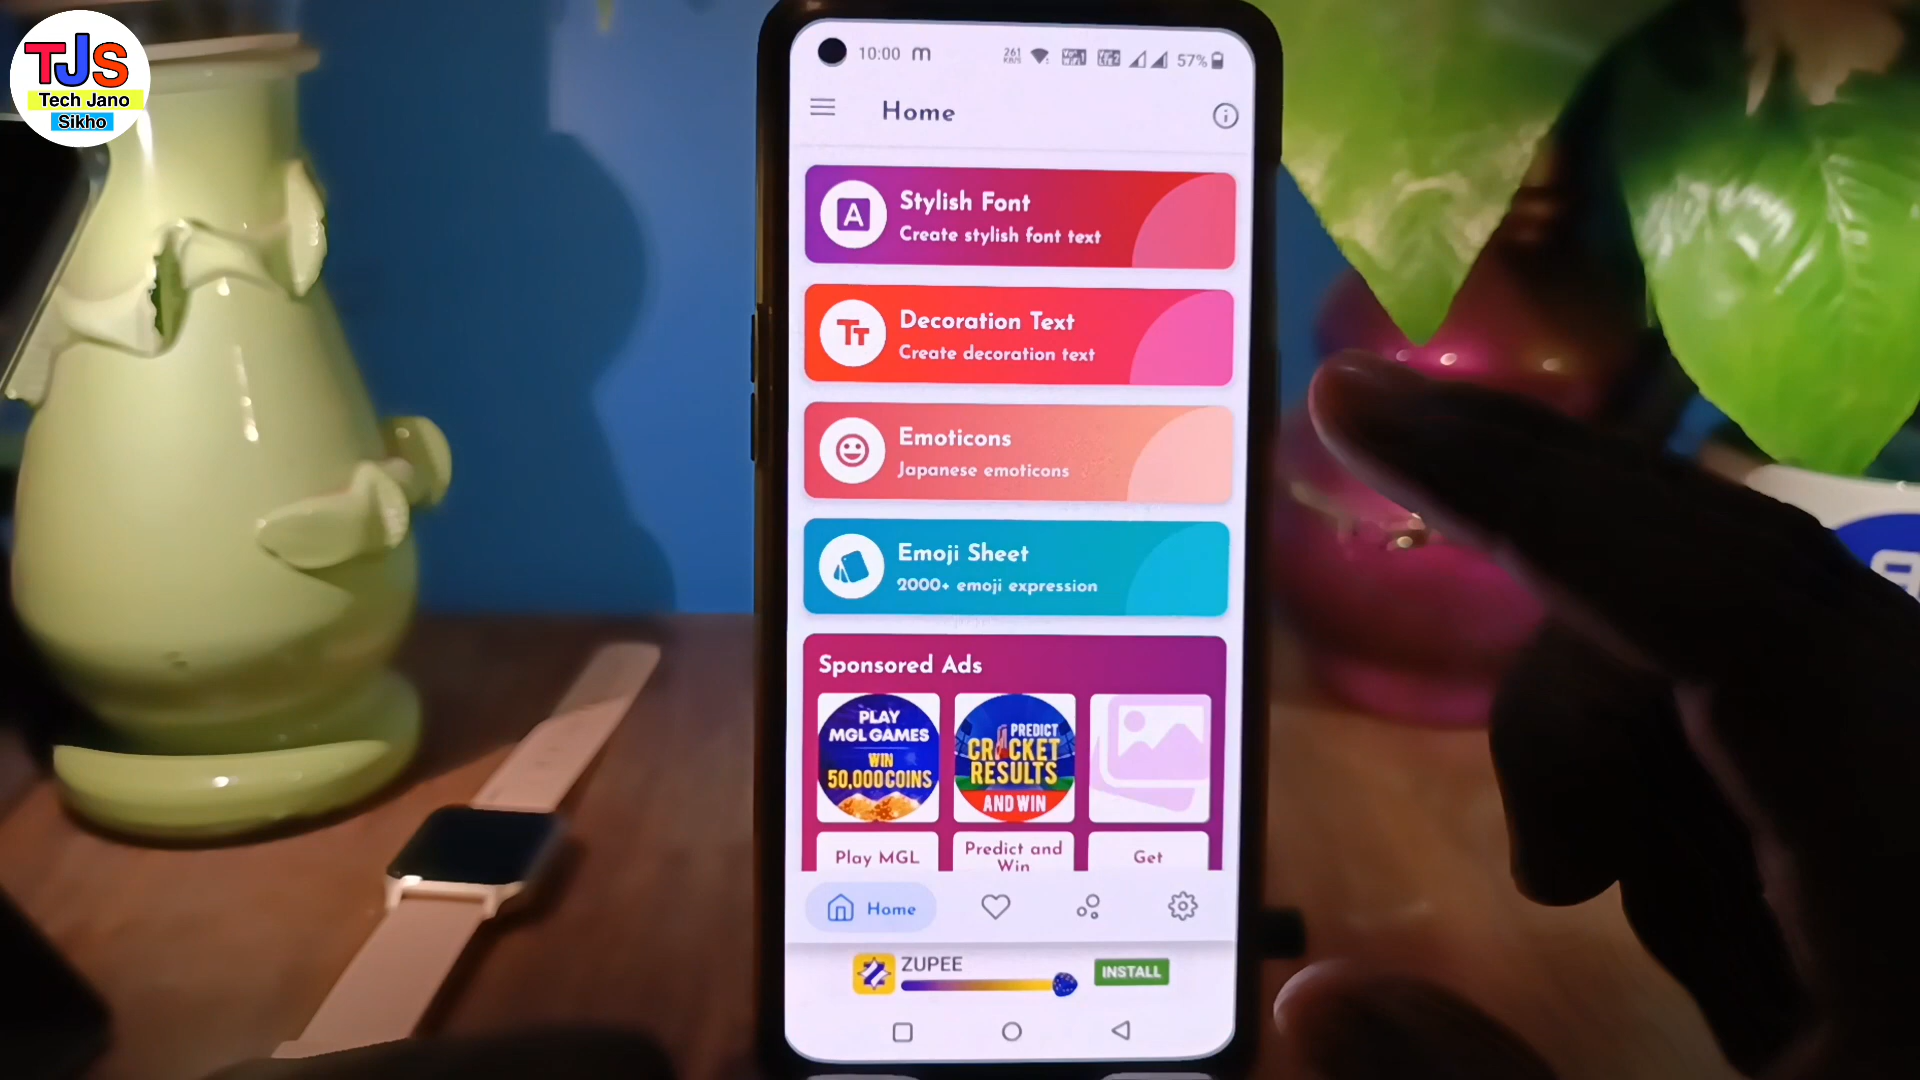 TJS
Tech Jano
Sikho
10:00
57%
Home
A
Stylish Font
Create stylish font text
TT
Decoration Text
Create decoration text
Emoticons
Japanese emoticons
Emoji Sheet
2000+ emoji expression
Sponsored Ads
PLAY
MGL GAMES
WIN
50,000COINS
PREDICT
CRICKET
RESULTS
AND WIN
Play MGL
Predict and
Win
Get
Home
ZUPEE
INSTALL